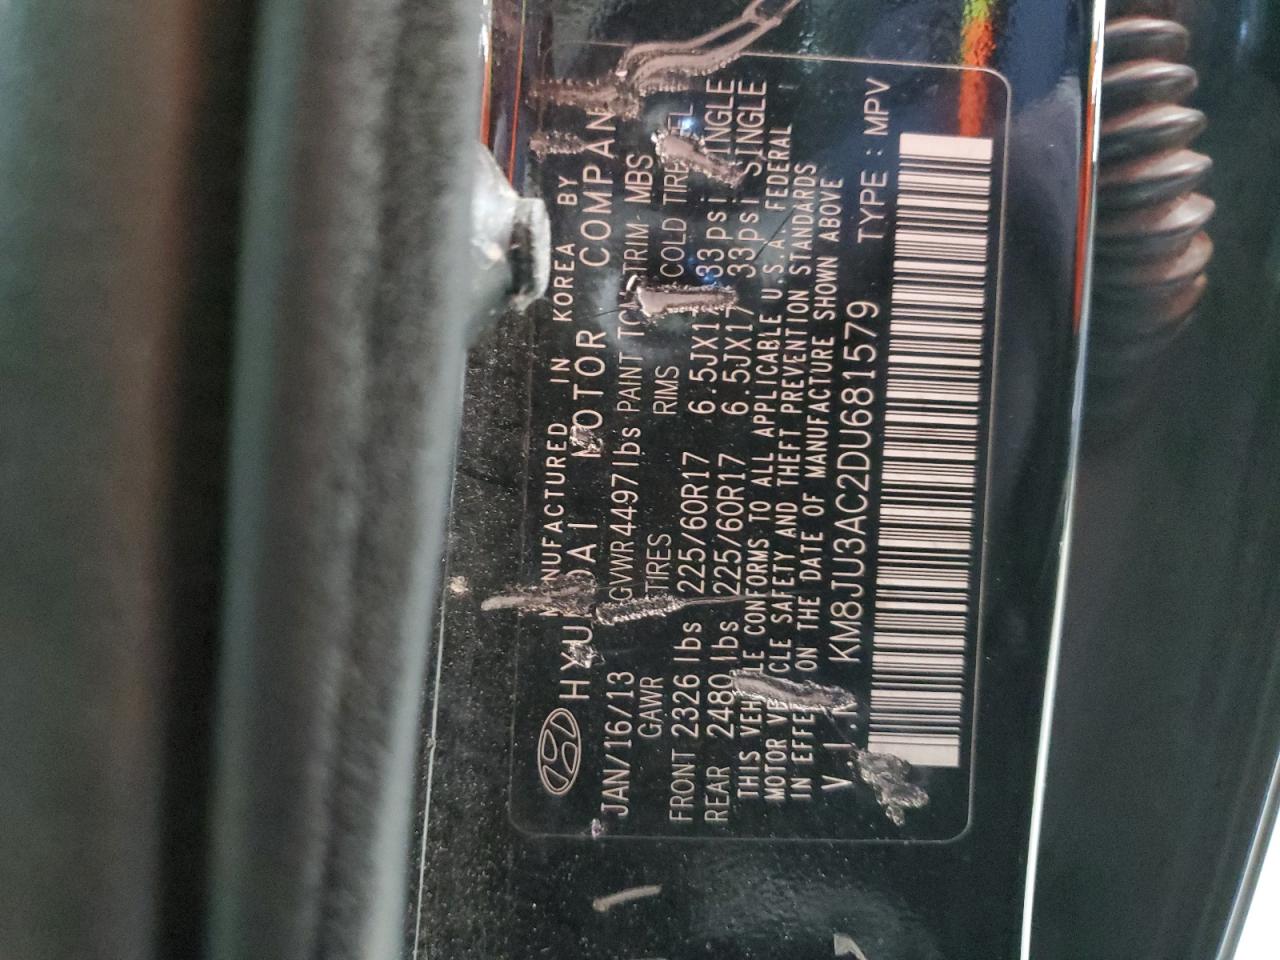 MANUFACTURED IN KOREA BY
HYUNDAI MOTOR COMPANY
JAN/16/13 GVWR 4497 lbs PAINT TRIM MBS
GAWR TIRES RIMS COLD TIRE
FRONT 2326 lbs 225/60R17 6.5JX17 33psi SINGLE
REAR 2480 lbs 225/60R17 6.5JX17 33psi SINGLE
THIS VEHICLE CONFORMS TO ALL APPLICABLE U.S.A. FEDERAL
MOTOR VEHICLE SAFETY AND THEFT PREVENTION STANDARDS
IN EFFECT ON THE DATE OF MANUFACTURE SHOWN ABOVE
KM8JU3AC2DU681579 TYPE : MPV